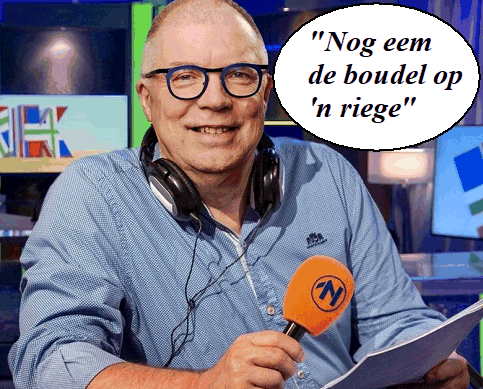 "Nog eem
de boudel op
'n riege"
N